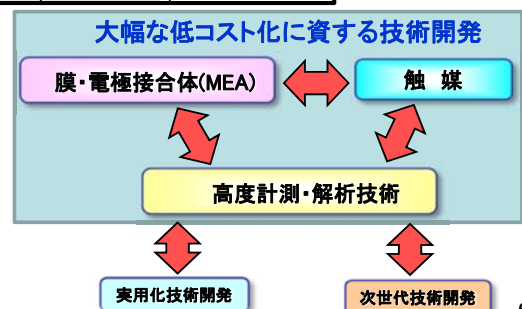 大幅な低コスト化に資する技術開発
膜・電極接合体(MEA)
触 媒
高度計測・解析技術
実用化技術開発
次世代技術開発